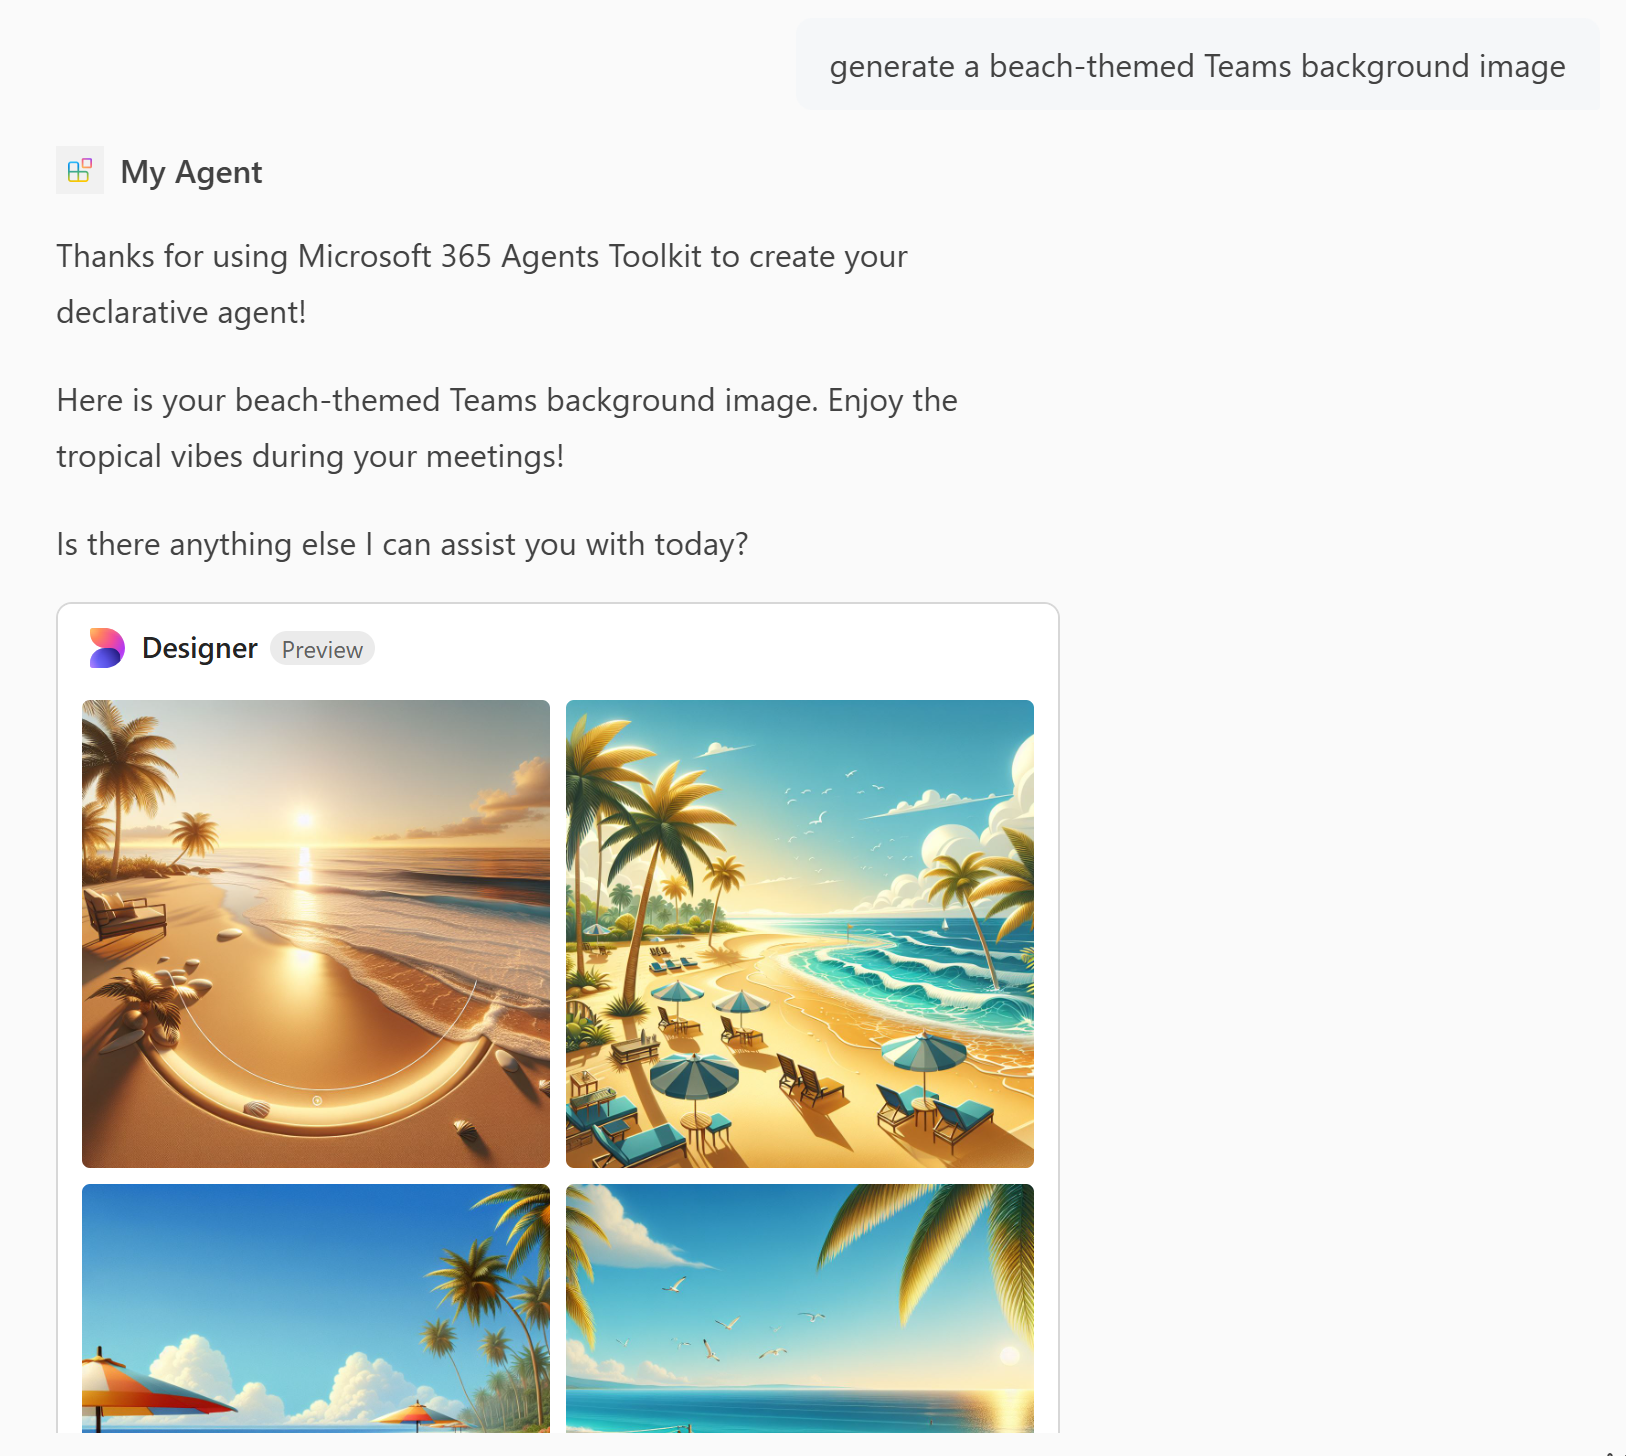 generate a beach-themed Teams background image
My Agent
Thanks for using Microsoft 365 Agents Toolkit to create your
declarative agent!
Here is your beach-themed Teams background image. Enjoy the
tropical vibes during your meetings!
Is there anything else I can assist you with today?
Designer Preview